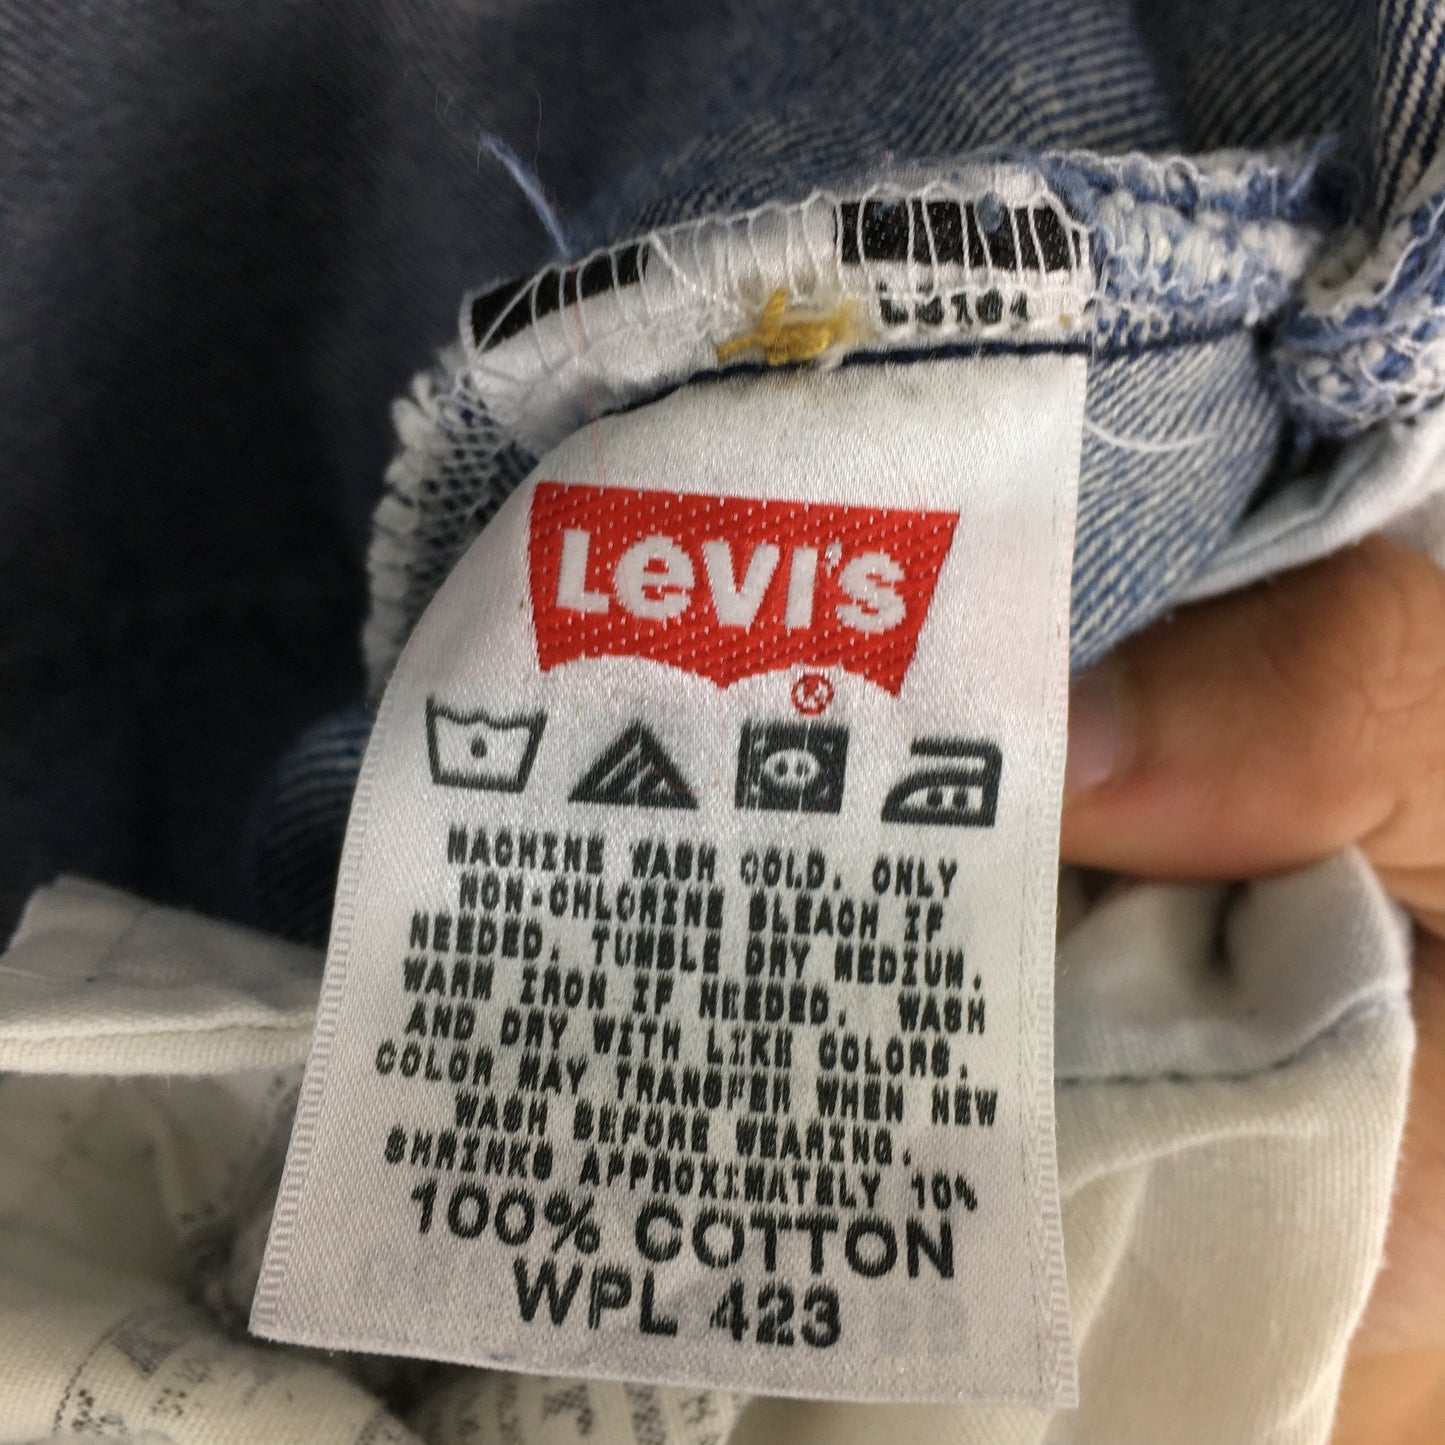 LEVI'S
®
MACHINE WASH COLD. ONLY
NON-CHLORINE BLEACH IF
NEEDED. TUMBLE DRY MEDIUM.
WARM IRON IF NEEDED. WASH
AND DRY WITH LIKE COLORS.
COLOR MAY TRANSFER WHEN NEW
WASH BEFORE WEARING.
SHRINKS APPROXIMATELY 10%
100% COTTON
WPL 423